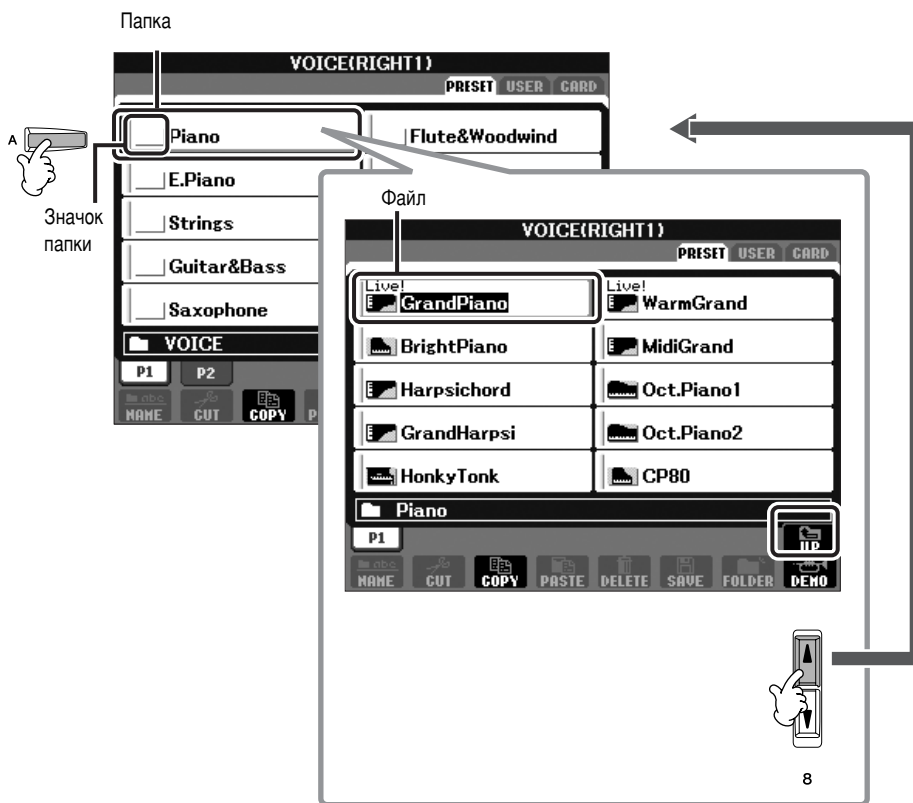 Папка
VOICE(RIGHT1)
PRESET USER CARD
A
Piano
Flute&Woodwind
E.Piano
Strings
Guitar&Bass
Saxophone
VOICE
P1 P2
abc
NAME CUT COPY P
Значок
папки
Файл
VOICE(RIGHT1)
PRESET USER CARD
Live!
GrandPiano
Live!
WarmGrand
BrightPiano
MidiGrand
Harpsichord
Oct.Piano1
GrandHarpsi
Oct.Piano2
HonkyTonk
CP80
Piano
P1
UP
abc
NAME CUT COPY PASTE DELETE SAVE FOLDER DEMO
8